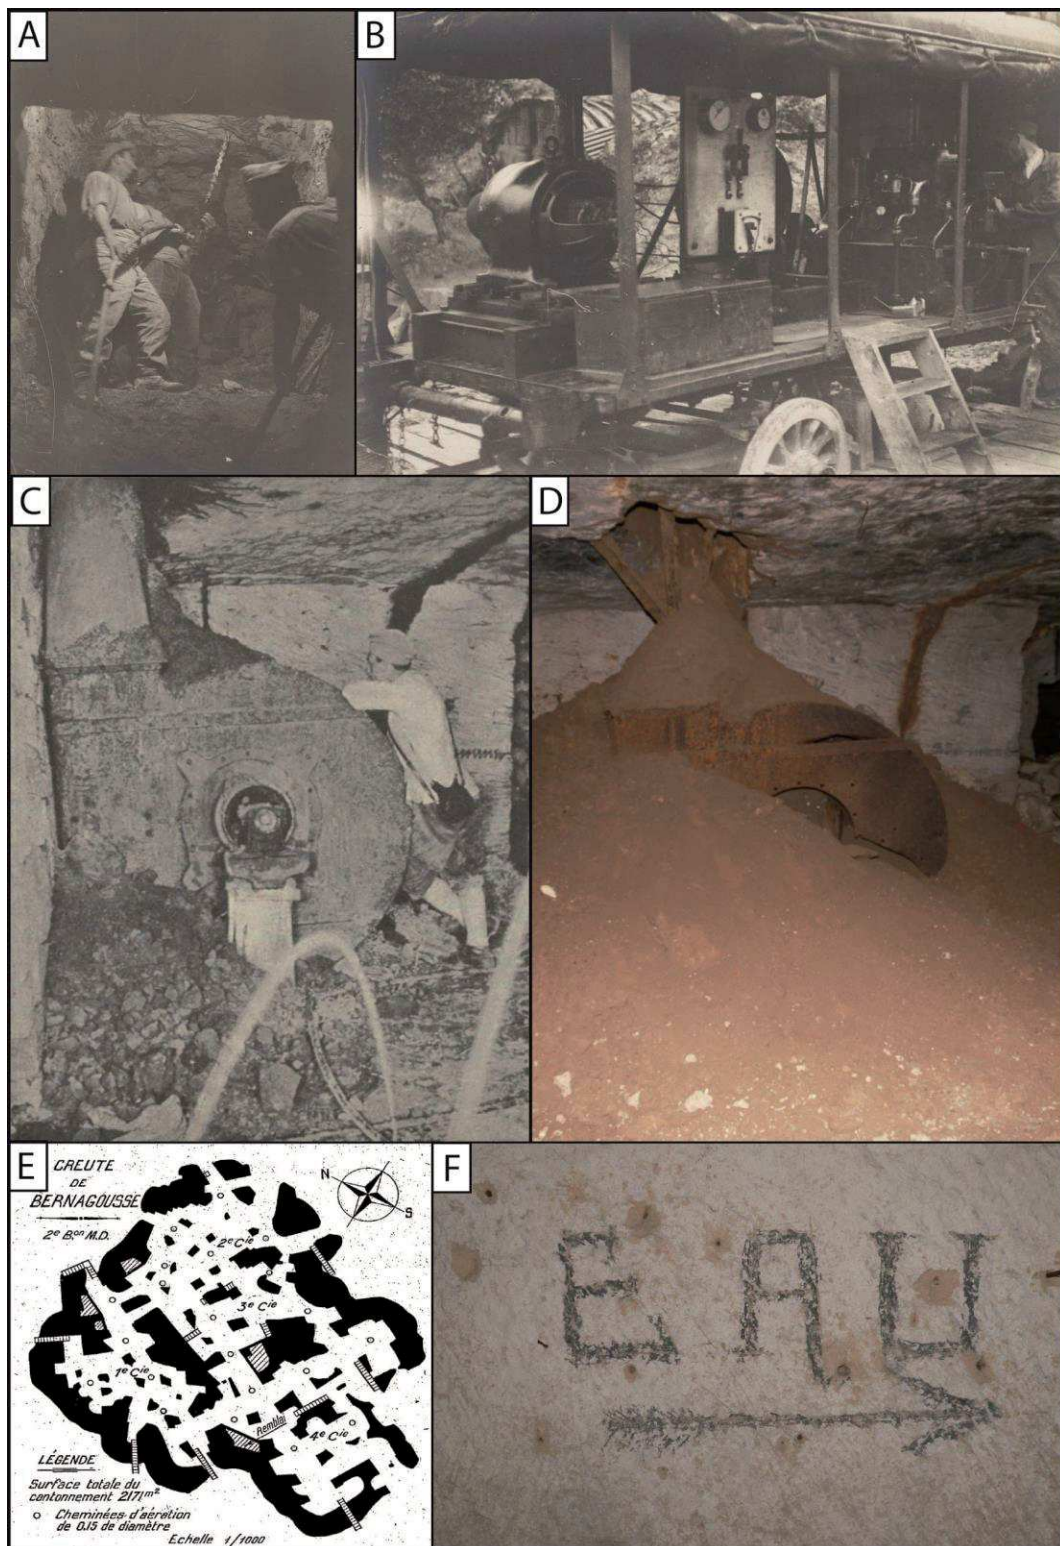 A
B
C
D
E
CREUTE
DE
BERNAGOUSSE
2e Bon M.D.
N
S
2e Cie
3e Cie
1e Cie
Remblai
4e Cie
LÉGENDE
Surface totale du
cantonnement 2171m2
Cheminées d'aération
de 0.15 de diamètre
Echelle 1/1000
F
EAU